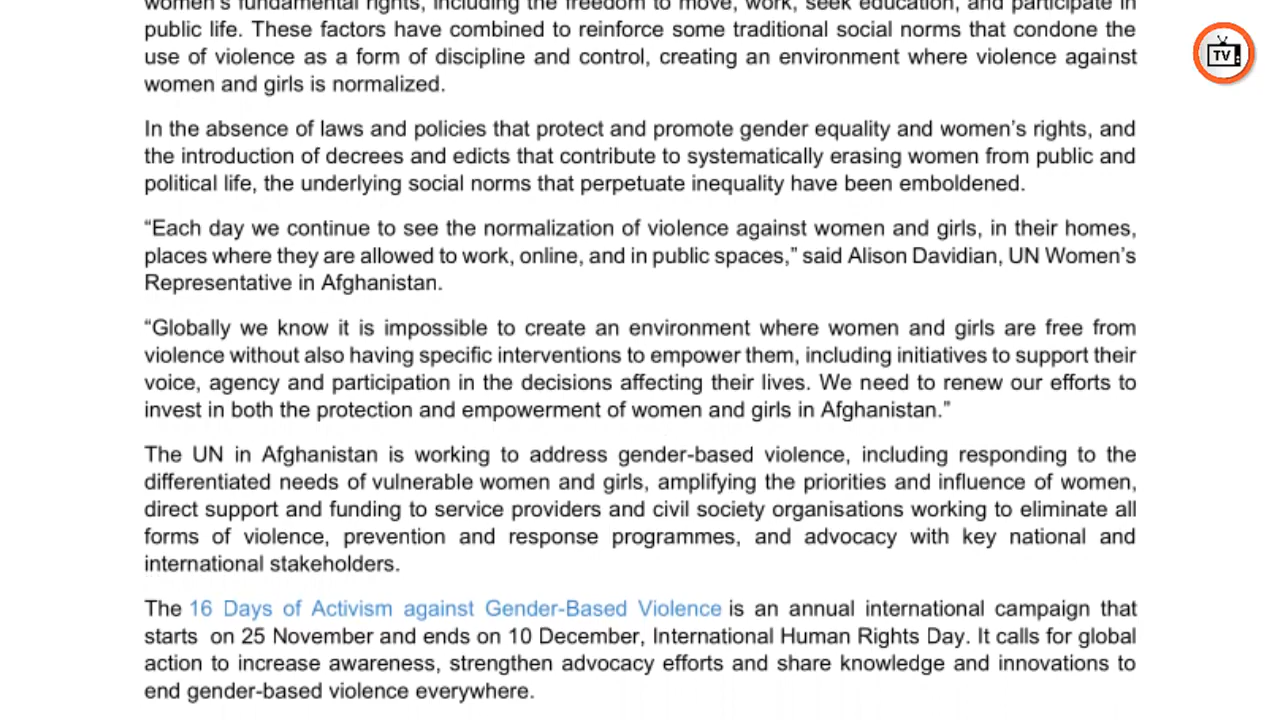 women's fundamental rights, including the freedom to move, work, seek education, and participate in
public life. These factors have combined to reinforce some traditional social norms that condone the
use of violence as a form of discipline and control, creating an environment where violence against
women and girls is normalized.
In the absence of laws and policies that protect and promote gender equality and women’s rights, and
the introduction of decrees and edicts that contribute to systematically erasing women from public and
political life, the underlying social norms that perpetuate inequality have been emboldened.
“Each day we continue to see the normalization of violence against women and girls, in their homes,
places where they are allowed to work, online, and in public spaces,” said Alison Davidian, UN Women’s
Representative in Afghanistan.
“Globally we know it is impossible to create an environment where women and girls are free from
violence without also having specific interventions to empower them, including initiatives to support their
voice, agency and participation in the decisions affecting their lives. We need to renew our efforts to
invest in both the protection and empowerment of women and girls in Afghanistan.”
The UN in Afghanistan is working to address gender-based violence, including responding to the
differentiated needs of vulnerable women and girls, amplifying the priorities and influence of women,
direct support and funding to service providers and civil society organisations working to eliminate all
forms of violence, prevention and response programmes, and advocacy with key national and
international stakeholders.
The 16 Days of Activism against Gender-Based Violence is an annual international campaign that
starts on 25 November and ends on 10 December, International Human Rights Day. It calls for global
action to increase awareness, strengthen advocacy efforts and share knowledge and innovations to
end gender-based violence everywhere.
TV